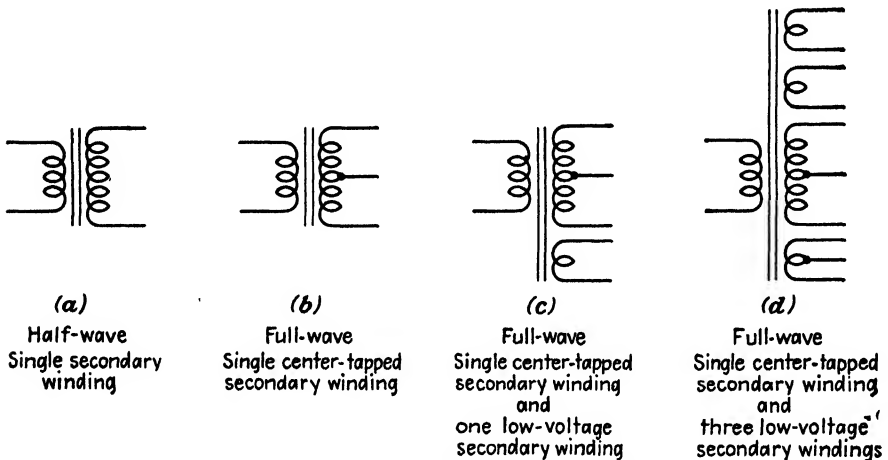 (a)
Half-wave
Single secondary
winding
(b)
Full-wave
Single center-tapped
secondary winding
(c)
Full-wave
Single center-tapped
secondary winding
and
one low-voltage
secondary winding
(d)
Full-wave
Single center-tapped
secondary winding
and
three low-voltage
secondary windings